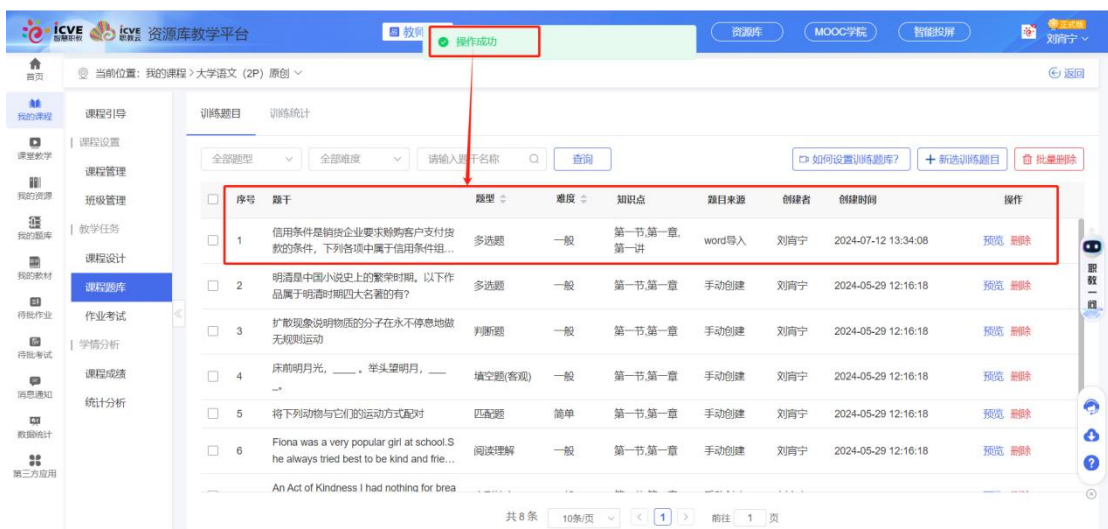 icve 智慧职教 icve 职教云 资源库教学平台
操作成功
资源库
MOOC学院
智能投屏
正式版
刘宵宁
首页
当前位置：我的课程 > 大学语文（2P）原创
返回
我的课程
课堂教学
我的资源
我的题库
我的教材
待批作业
待批考试
消息通知
数据统计
第三方应用
课程引导
课程设置
课程管理
班级管理
教学任务
课程设计
课程题库
作业考试
学情分析
课程成绩
统计分析
训练题目 训练统计
全部题型 全部难度 请输入题干名称 查询 如何设置训练题库？ + 新选训练题目 批量删除
序号 题干 题型 难度 知识点 题目来源 创建者 创建时间 操作
1 信用条件是销货企业要求赊购客户支付货
款的条件，下列各项中属于信用条件组... 多选题 一般 第一节,第一章,
第一讲 word导入 刘宵宁 2024-07-12 13:34:08 预览 删除
2 明清是中国小说史上的繁荣时期。以下作
品属于明清时期四大名著的有? 多选题 一般 第一节,第一章 手动创建 刘宵宁 2024-05-29 12:16:18 预览 删除
3 扩散现象说明物质的分子在永不停息地做
无规则运动 判断题 一般 第一节,第一章 手动创建 刘宵宁 2024-05-29 12:16:18 预览 删除
4 床前明月光，____ 。举头望明月，___
_。 填空题(客观) 一般 第一节,第一章 手动创建 刘宵宁 2024-05-29 12:16:18 预览 删除
5 将下列动物与它们的运动方式配对 匹配题 简单 第一节,第一章 手动创建 刘宵宁 2024-05-29 12:16:18 预览 删除
6 Fiona was a very popular girl at school.S
he always tried best to be kind and frie... 阅读理解 一般 第一节,第一章 手动创建 刘宵宁 2024-05-29 12:16:18 预览 删除
An Act of Kindness I had nothing for brea
共 8 条 10条/页 < 1 > 前往 1 页
职教一问